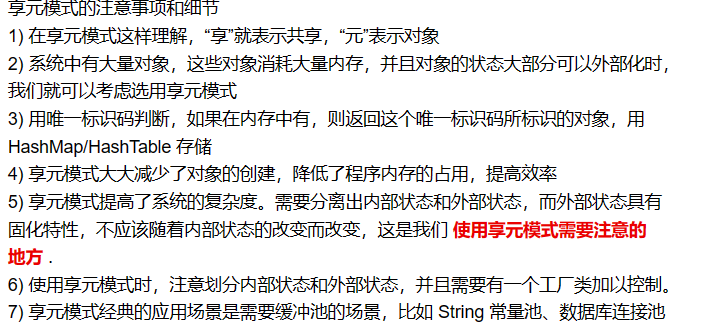 享元模式的注意事项和细节
1) 在享元模式这样理解，“享”就表示共享，“元”表示对象
2) 系统中有大量对象，这些对象消耗大量内存，并且对象的状态大部分可以外部化时，
我们就可以考虑选用享元模式
3) 用唯一标识码判断，如果在内存中有，则返回这个唯一标识码所标识的对象，用
HashMap/HashTable 存储
4) 享元模式大大减少了对象的创建，降低了程序内存的占用，提高效率
5) 享元模式提高了系统的复杂度。需要分离出内部状态和外部状态，而外部状态具有
固化特性，不应该随着内部状态的改变而改变，这是我们 使用享元模式需要注意的
地方 .
6) 使用享元模式时，注意划分内部状态和外部状态，并且需要有一个工厂类加以控制。
7) 享元模式经典的应用场景是需要缓冲池的场景，比如 String 常量池、数据库连接池